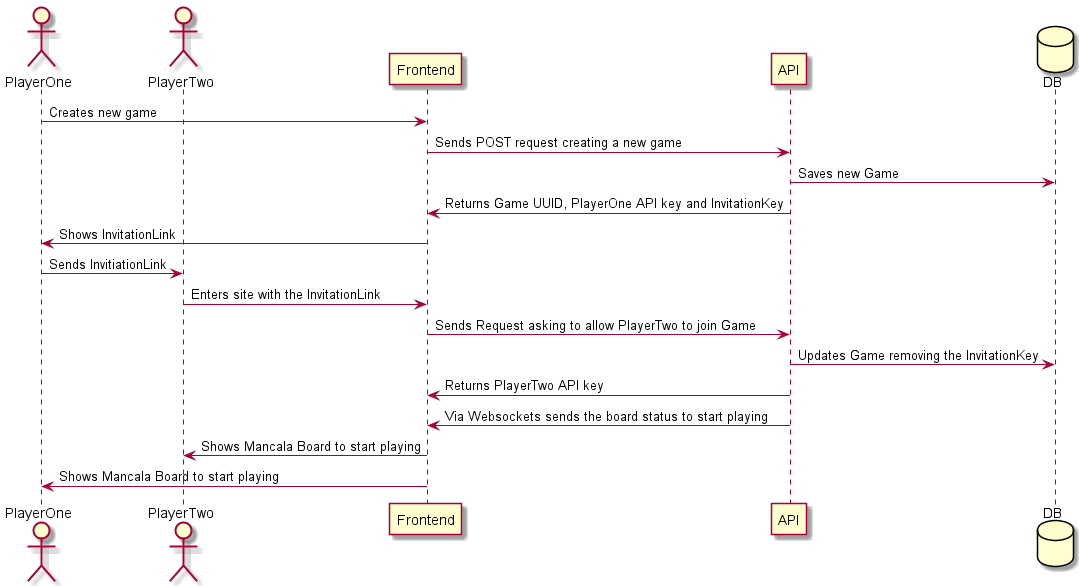 PlayerOne
PlayerTwo
Frontend
API
DB
Creates new game
Sends POST request creating a new game
Saves new Game
Returns Game UUID, PlayerOne API key and InvitationKey
Shows InvitationLink
Sends InvitiationLink
Enters site with the InvitationLink
Sends Request asking to allow PlayerTwo to join Game
Updates Game removing the InvitationKey
Returns PlayerTwo API key
Via Websockets sends the board status to start playing
Shows Mancala Board to start playing
Shows Mancala Board to start playing
PlayerOne
PlayerTwo
Frontend
API
DB